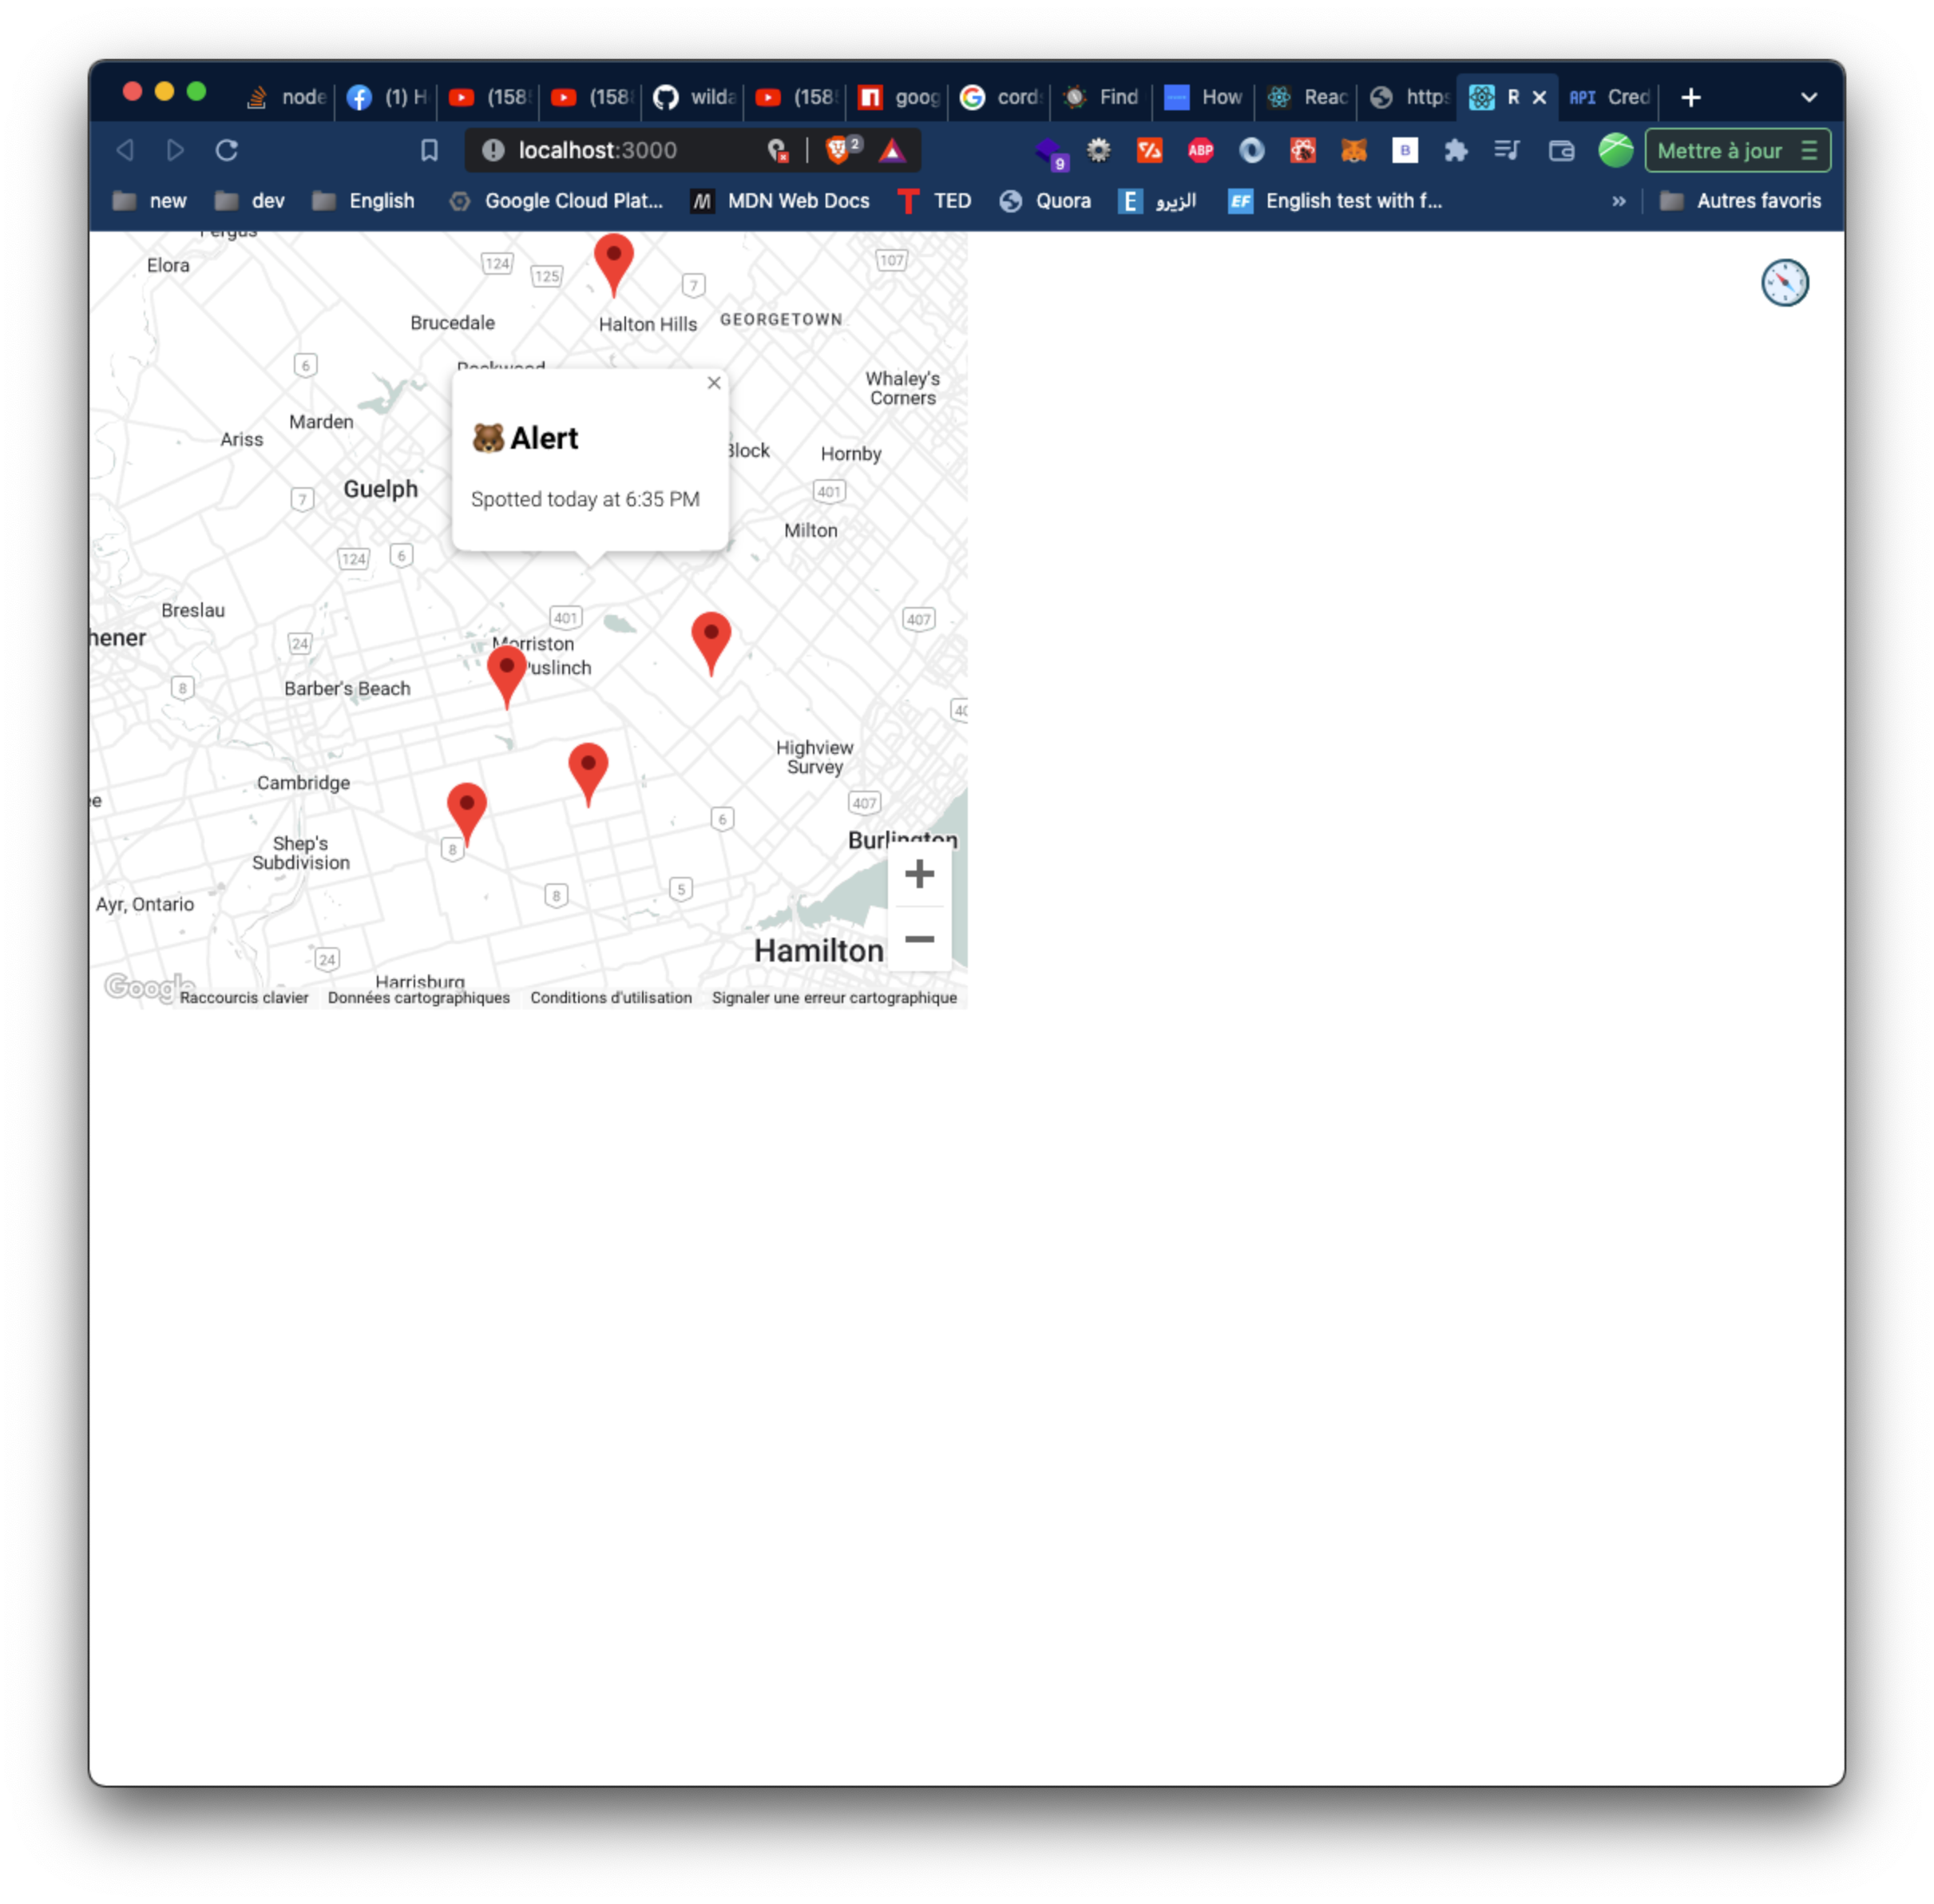 node (1) H (158 (158 wilda (158 goog cord Find How Reac https R Cred
localhost:3000 2 9 ABP B Mettre à jour
new dev English Google Cloud Plat... MDN Web Docs TED Quora E الزيرو EF English test with f... » Autres favoris
Fergus
Elora
124
125
7
107
Brucedale
Halton Hills
GEORGETOWN
6
Rockwood
Whaley's
Corners
Marden
Ariss
Alert
Block
Hornby
Guelph
7
Spotted today at 6:35 PM
401
Milton
124
6
Breslau
401
407
hener
24
Morriston
Puslinch
8
Barber's Beach
40
Highview
Survey
Cambridge
ee
407
6
Shep's
Subdivision
8
Burlington
8
5
Ayr, Ontario
Hamilton
24
Harrisburg
Google
Raccourcis clavier Données cartographiques Conditions d'utilisation Signaler une erreur cartographique